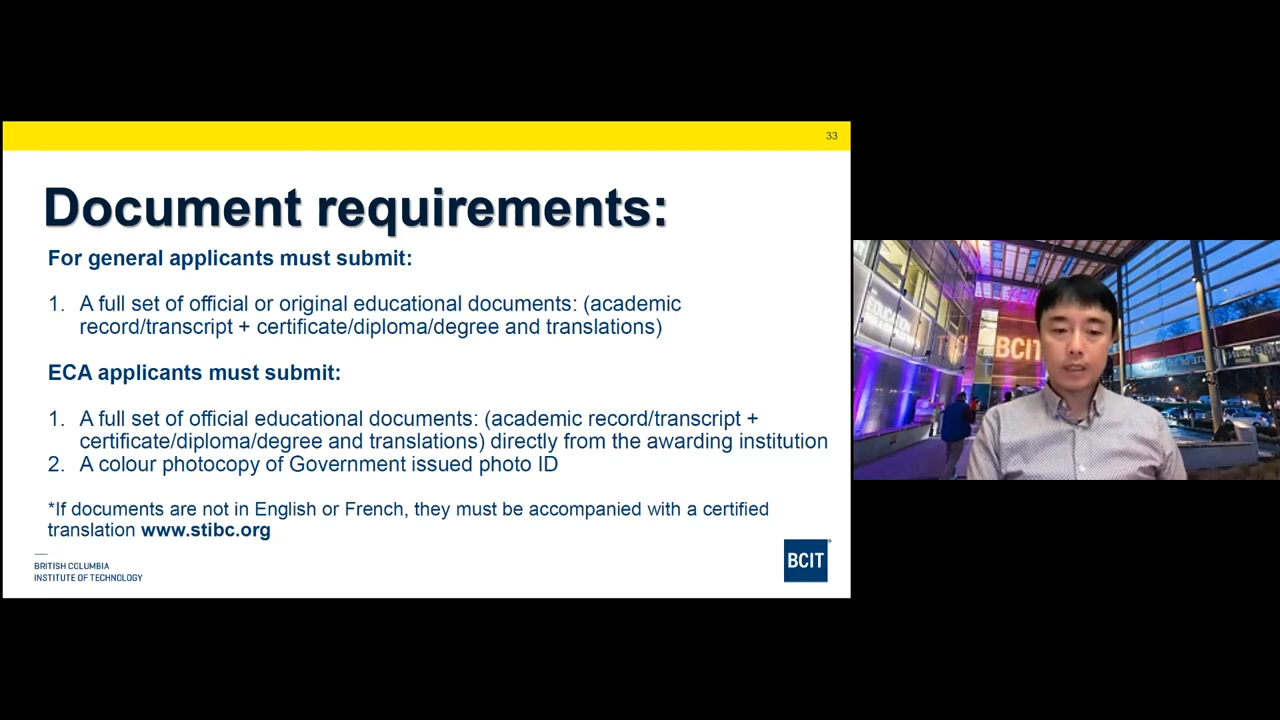 33
Document requirements:
For general applicants must submit:
1. A full set of official or original educational documents: (academic
record/transcript + certificate/diploma/degree and translations)
ECA applicants must submit:
1. A full set of official educational documents: (academic record/transcript +
certificate/diploma/degree and translations) directly from the awarding institution
2. A colour photocopy of Government issued photo ID
*If documents are not in English or French, they must be accompanied with a certified
translation www.stibc.org
BRITISH COLUMBIA
INSTITUTE OF TECHNOLOGY
BCIT
BCIT